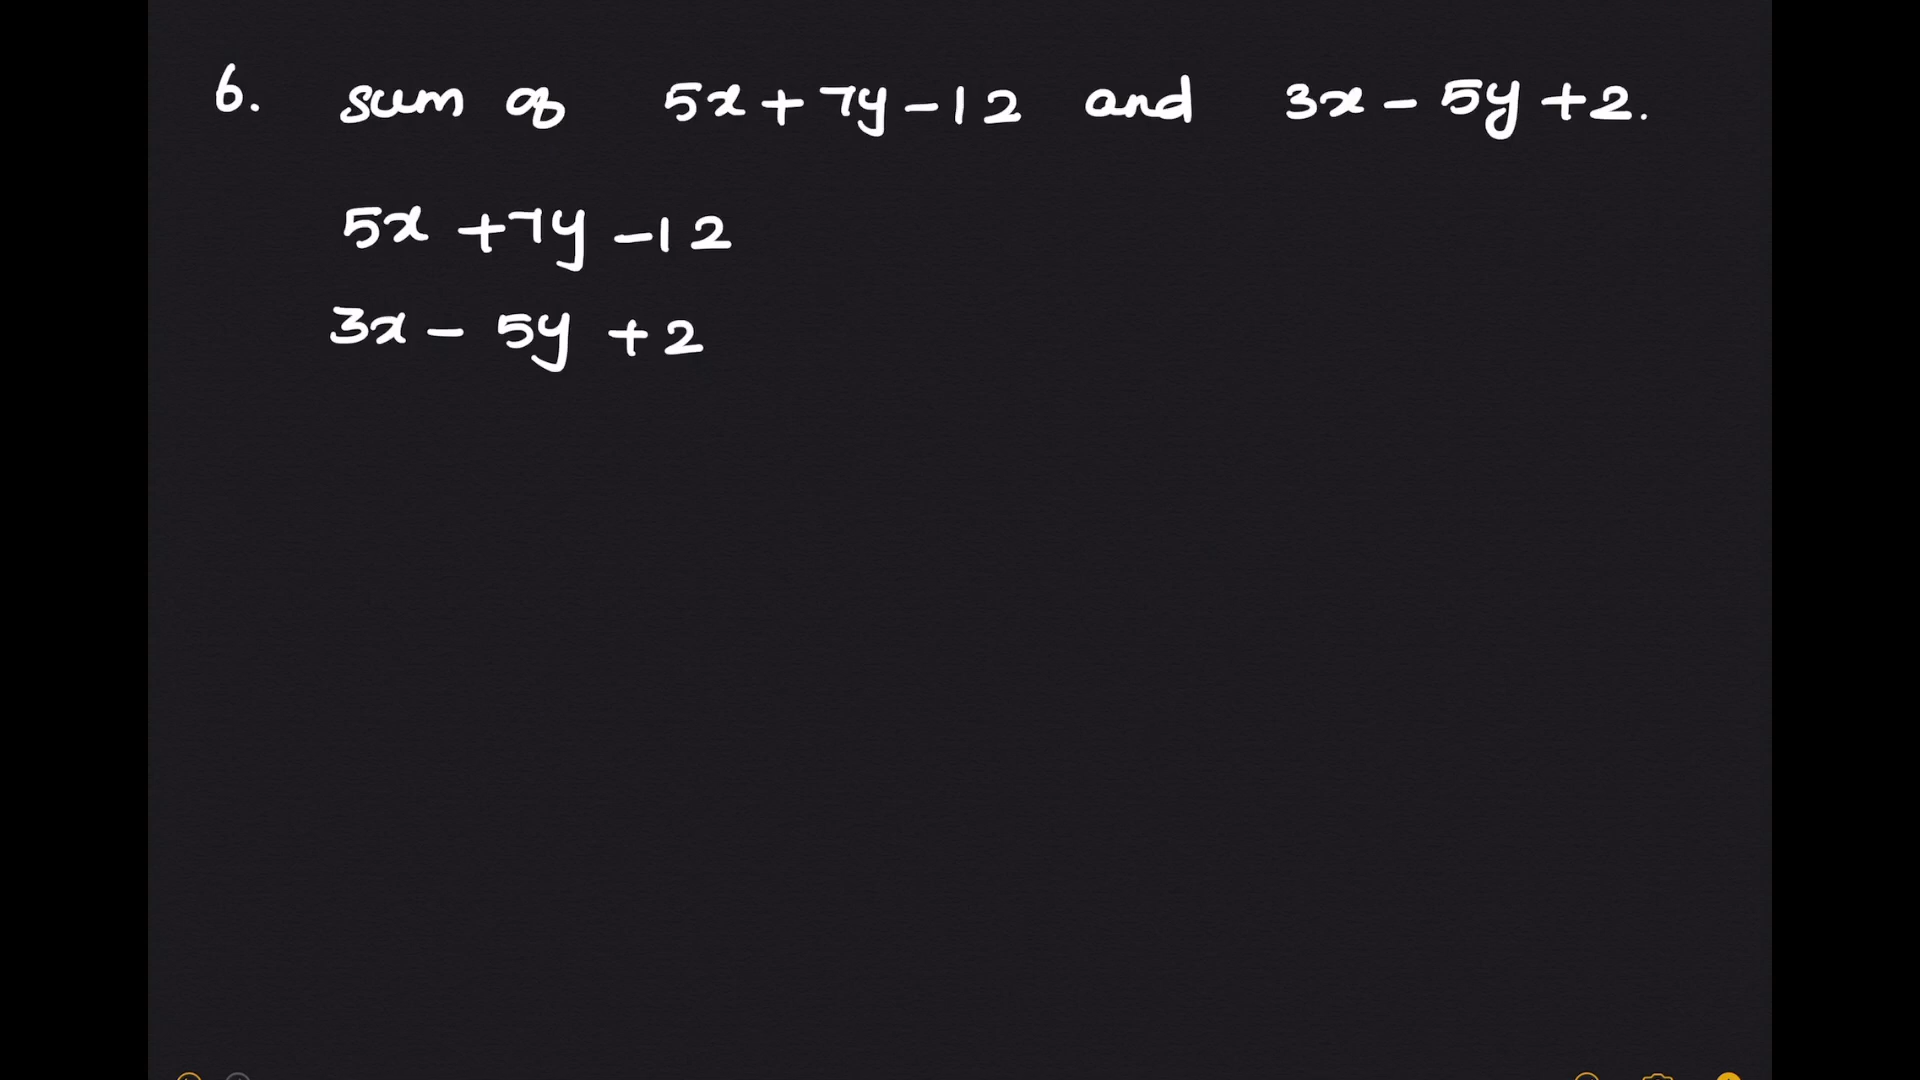 6. sum of 5x+7y-12 and 3x-5y+2.
5x+7y-12
3x-5y+2